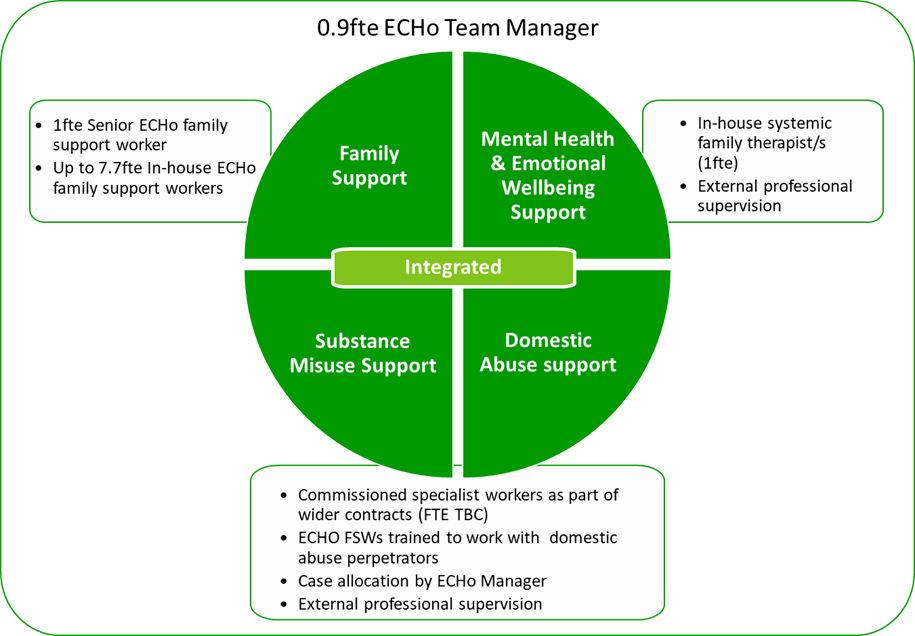 0.9fte ECHo Team Manager
• 1fte Senior ECHo family
support worker
• Up to 7.7fte In-house ECHo
family support workers
Family
Support
Mental Health
& Emotional
Wellbeing
Support
• In-house systemic
family therapist/s
(1fte)
• External professional
supervision
Integrated
Substance
Misuse Support
Domestic
Abuse support
• Commissioned specialist workers as part of
wider contracts (FTE TBC)
• ECHO FSWs trained to work with  domestic
abuse perpetrators
• Case allocation by ECHo Manager
• External professional supervision